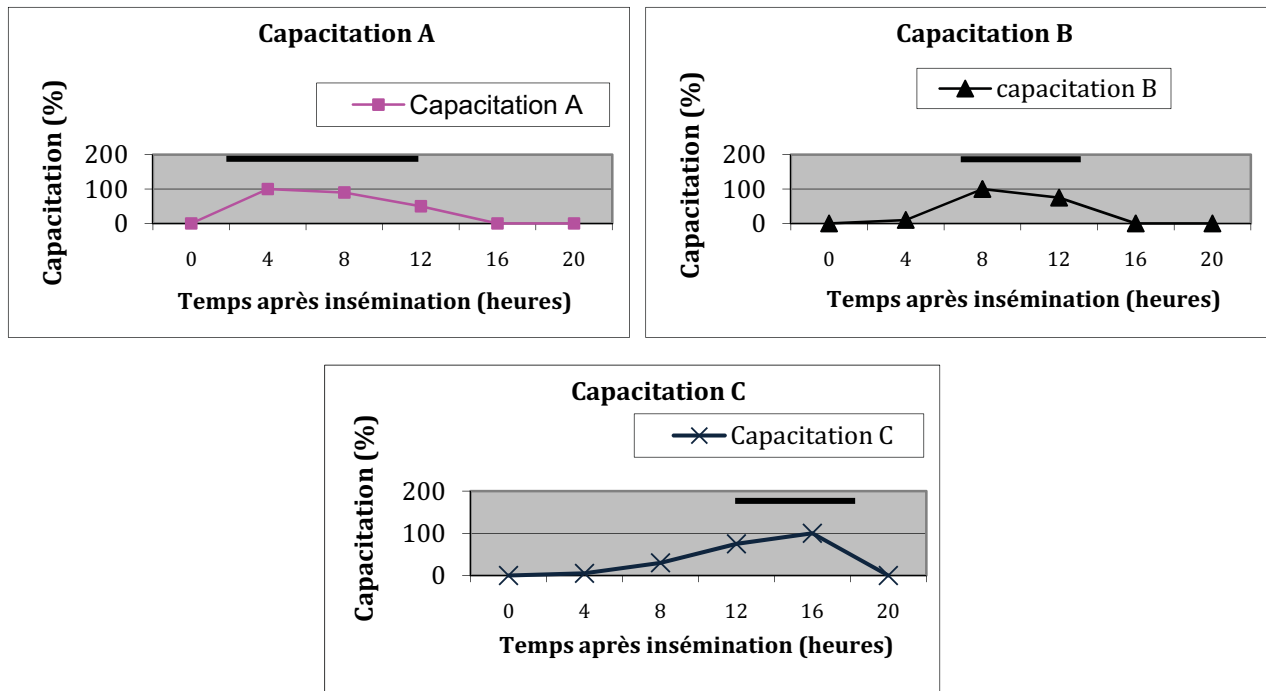 Capacitation A
Capacitation (%)
Capacitation A
200
100
0
0 4 8 12 16 20
Temps après insémination (heures)
Capacitation B
Capacitation (%)
capacitation B
200
100
0
0 4 8 12 16 20
Temps après insémination (heures)
Capacitation C
Capacitation (%)
Capacitation C
200
100
0
0 4 8 12 16 20
Temps après insémination (heures)